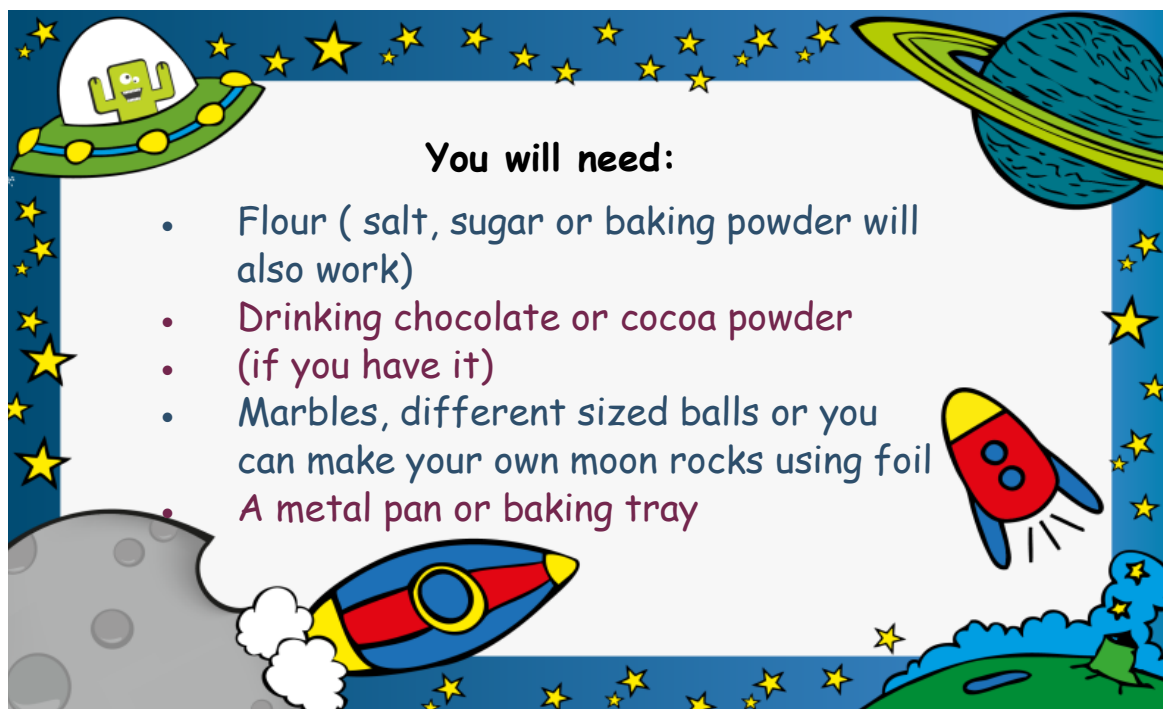 You will need:
• Flour ( salt, sugar or baking powder will
also work)
• Drinking chocolate or cocoa powder
• (if you have it)
• Marbles, different sized balls or you
can make your own moon rocks using foil
• A metal pan or baking tray